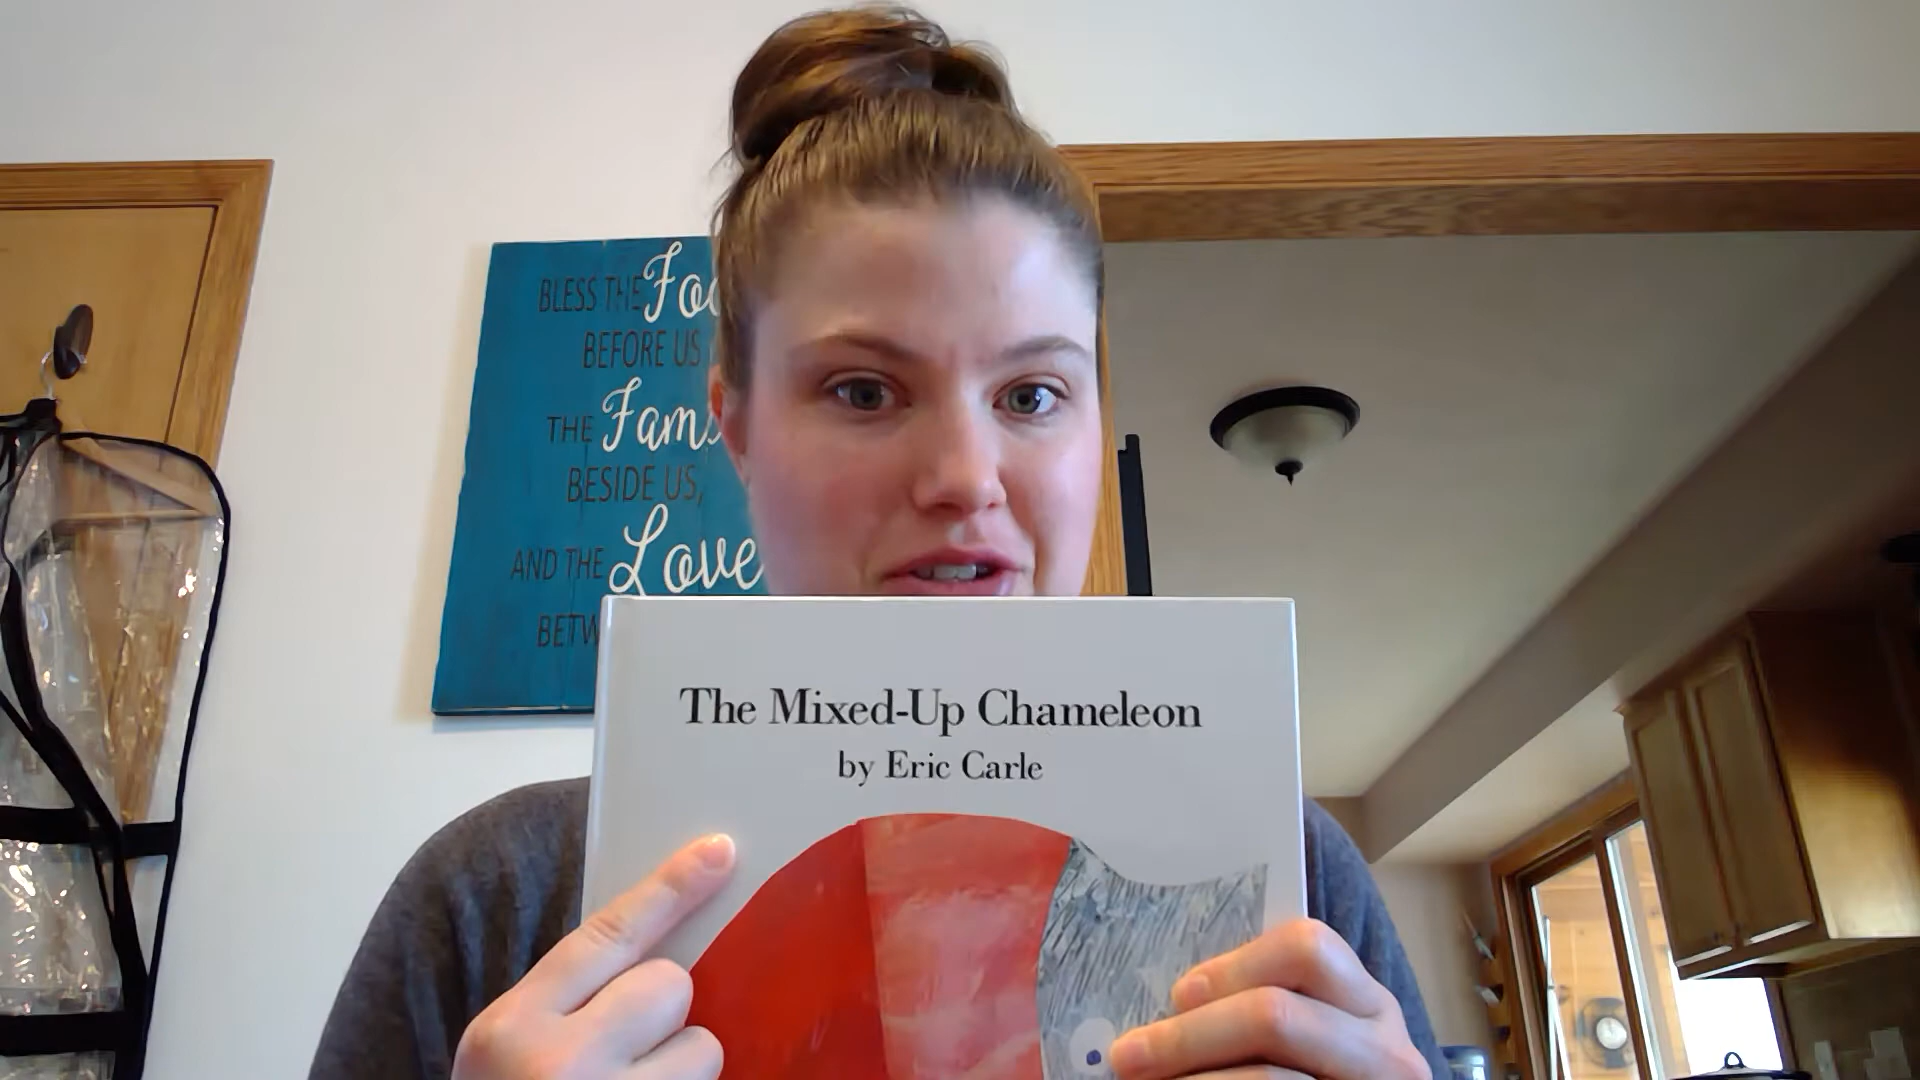 BLESS THE
BEFORE US
THE
BESIDE US,
AND THE Love
The Mixed-Up Chameleon
by Eric Carle